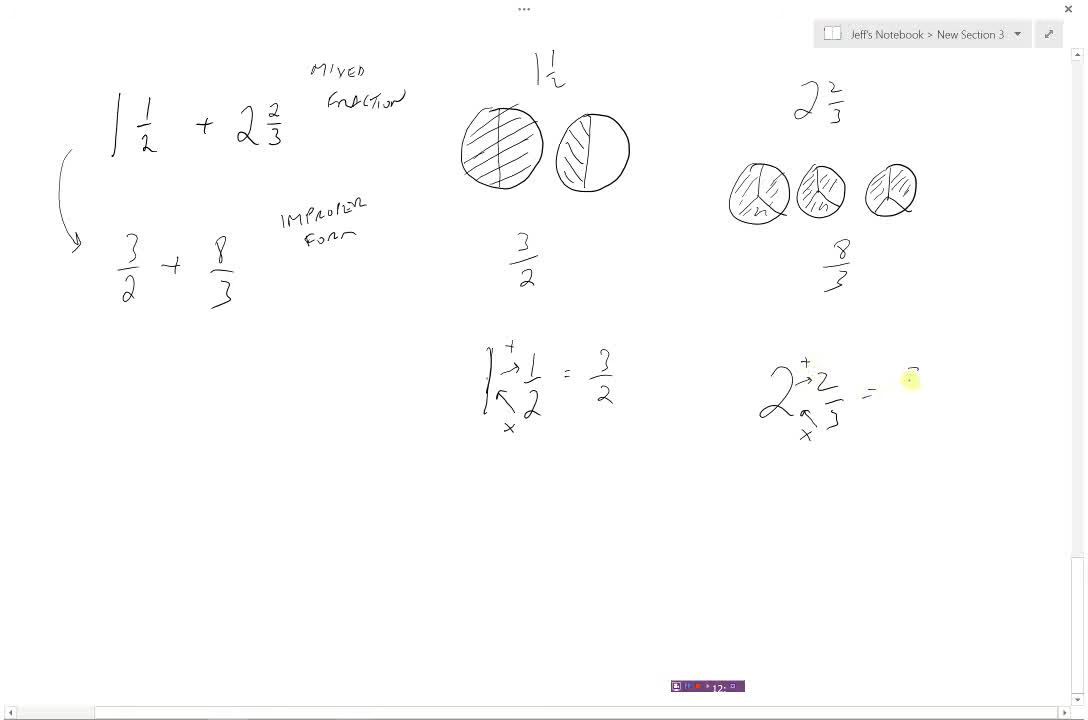 Jeff's Notebook > New Section 3
MIXED
FRACTION
1 1/2 + 2 2/3
1 1/2
2 2/3
IMPROPER
FORM
3/2 + 8/3
3/2
8/3
+
1 → 1/2 = 3/2
x
+
2 → 2/3 =
x
12: